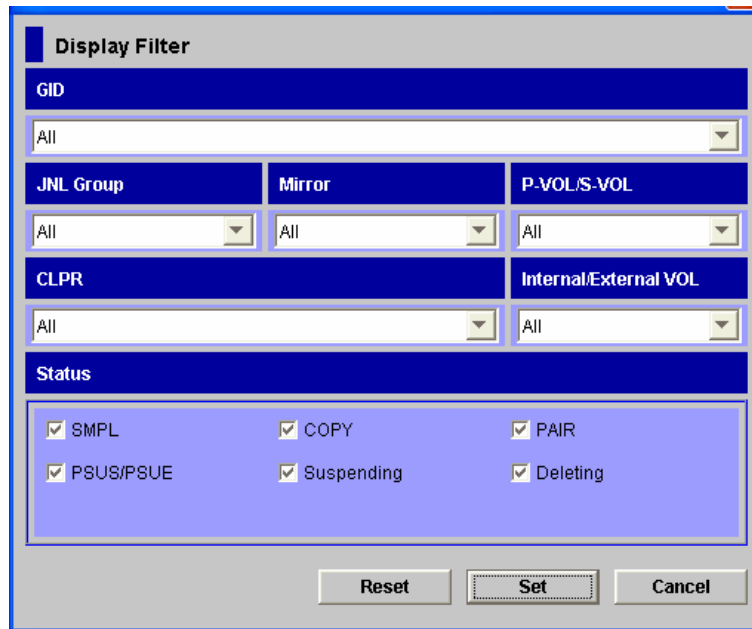 Display Filter
GID
All
JNL Group Mirror P-VOL/S-VOL
All All All
CLPR Internal/External VOL
All All
Status
SMPL COPY PAIR
PSUS/PSUE Suspending Deleting
Reset Set Cancel